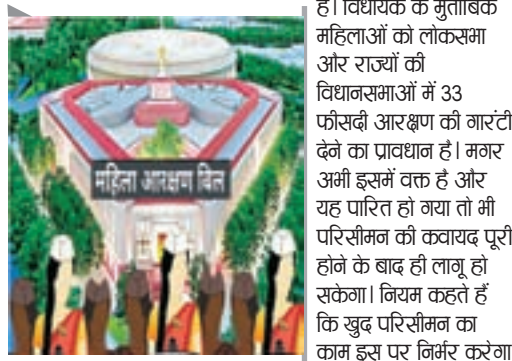 महिला आरक्षण बिल
है। विधेयक के मुताबिक
महिलाओं को लोकसभा
और राज्यों की
विधानसभाओं में 33
फीसदी आरक्षण की गारंटी
देने का प्रावधान है। मगर
अभी इसमें वक्त है और
यह पारित हो गया तो भी
परिसीमन की कवायद पूरी
होने के बाद ही लागू हो
सकेगा। नियम कहते हैं
कि खुद परिसीमन का
काम इस पर निर्भर करेगा